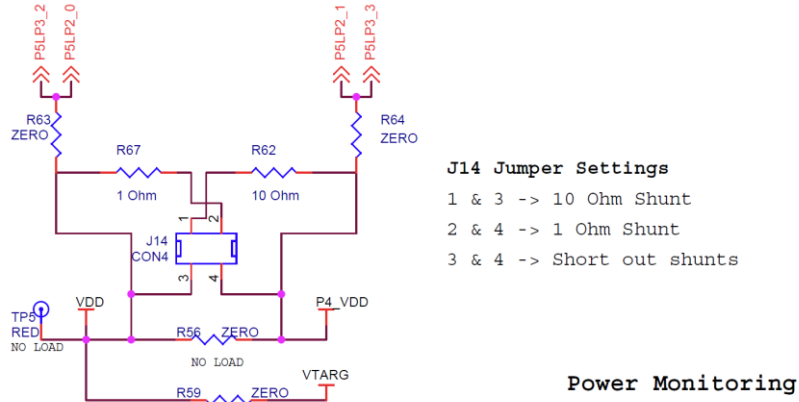 P5LP3_2
P5LP2_0
P5LP2_1
P5LP3_3
R63
ZERO
R64
ZERO
R67
1 Ohm
R62
10 Ohm
J14 Jumper Settings
1 & 3 -> 10 Ohm Shunt
2 & 4 -> 1 Ohm Shunt
3 & 4 -> Short out shunts
1
2
J14
CON4
3
4
TP5
RED
NO LOAD
VDD
R56
ZERO
NO LOAD
P4_VDD
VTARG
R59
ZERO
Power Monitoring